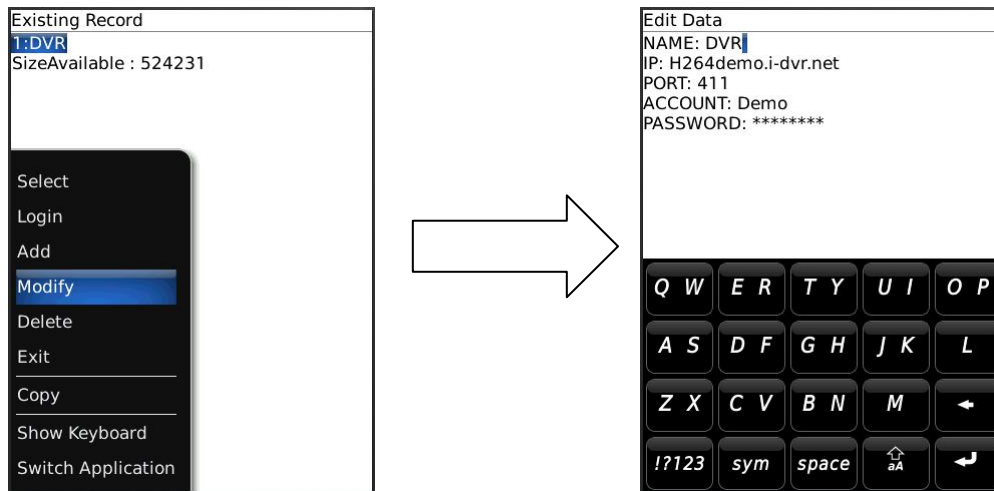 Existing Record
1:DVR
SizeAvailable : 524231
Select
Login
Add
Modify
Delete
Exit
Copy
Show Keyboard
Switch Application
Edit Data
NAME: DVR
IP: H264demo.i-dvr.net
PORT: 411
ACCOUNT: Demo
PASSWORD: ********
Q W E R T Y U I O P
A S D F G H J K L
Z X C V B N M
!?123 sym space aA